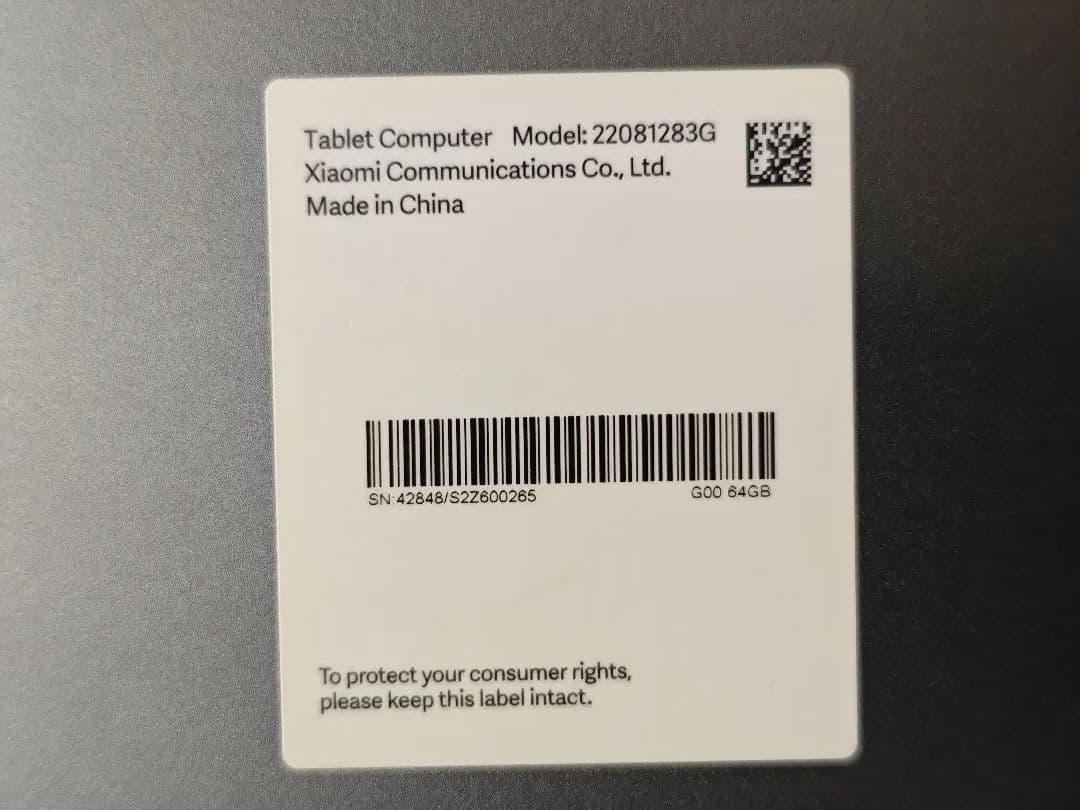 Tablet Computer Model: 22081283G
Xiaomi Communications Co., Ltd.
Made in China
SN:42848/S2Z600265 G00 64GB
To protect your consumer rights,
please keep this label intact.